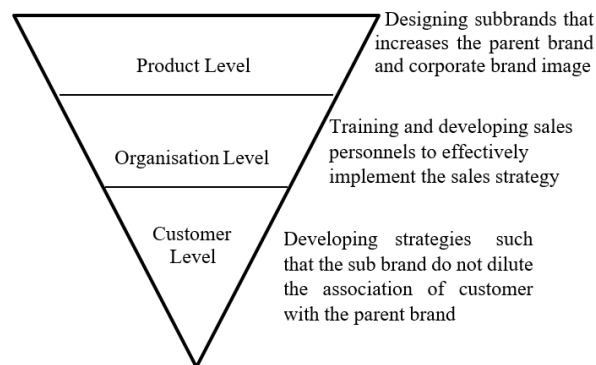 Designing subbrands that
increases the parent brand
and corporate brand image
Product Level
Training and developing sales
personnels to effectively
implement the sales strategy
Organisation Level
Customer
Level
Developing strategies such
that the sub brand do not dilute
the association of customer
with the parent brand